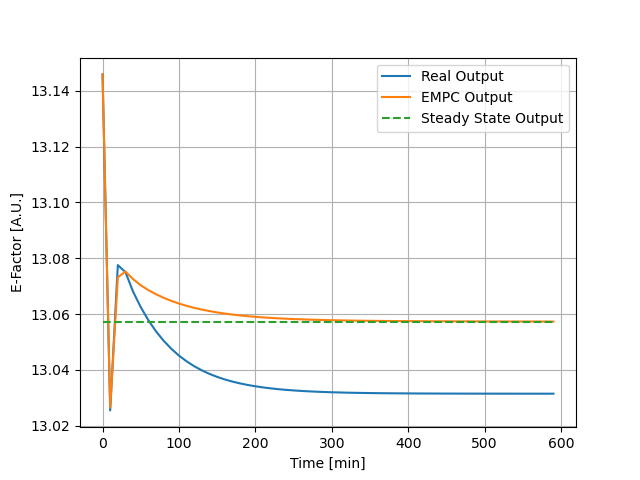 Real Output
EMPC Output
Steady State Output
13.14
13.12
13.10
13.08
13.06
13.04
13.02
E-Factor [A.U.]
0 100 200 300 400 500 600
Time [min]